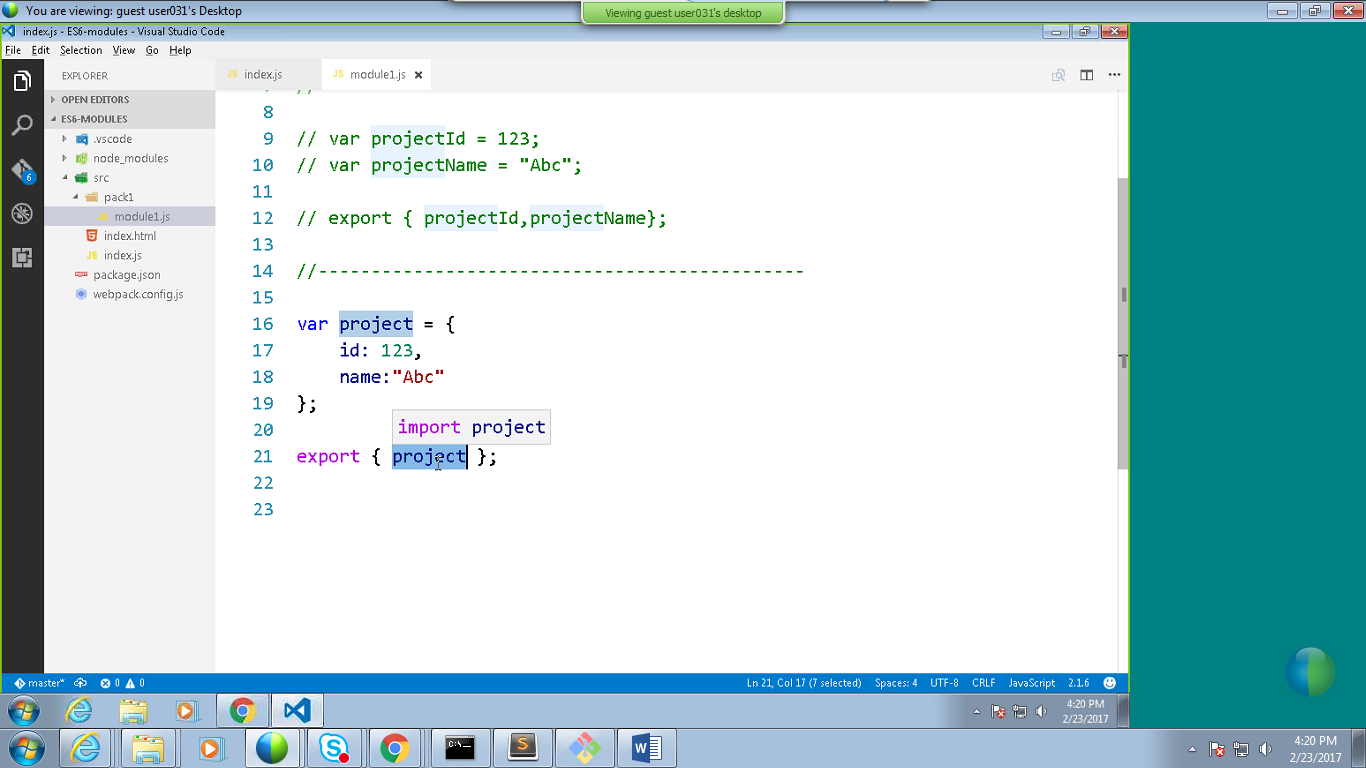 You are viewing: guest user031's Desktop
Viewing guest user031's desktop
index.js - ES6-modules - Visual Studio Code
File Edit Selection View Go Help
EXPLORER
OPEN EDITORS
ES6-MODULES
.vscode
node_modules
src
pack1
JS module1.js
index.html
JS index.js
package.json
webpack.config.js
6
JS index.js
JS module1.js
8
9 // var projectId = 123;
10 // var projectName = "Abc";
11
12 // export { projectId,projectName};
13
14 //----------------------------------------------
15
16 var project = {
17 id: 123,
18 name:"Abc"
19 };
20
import project
21 export { project };
22
23
master* 0 0 Ln 21, Col 17 (7 selected) Spaces: 4 UTF-8 CRLF JavaScript 2.1.6
4:20 PM
2/23/2017
4:20 PM
2/23/2017